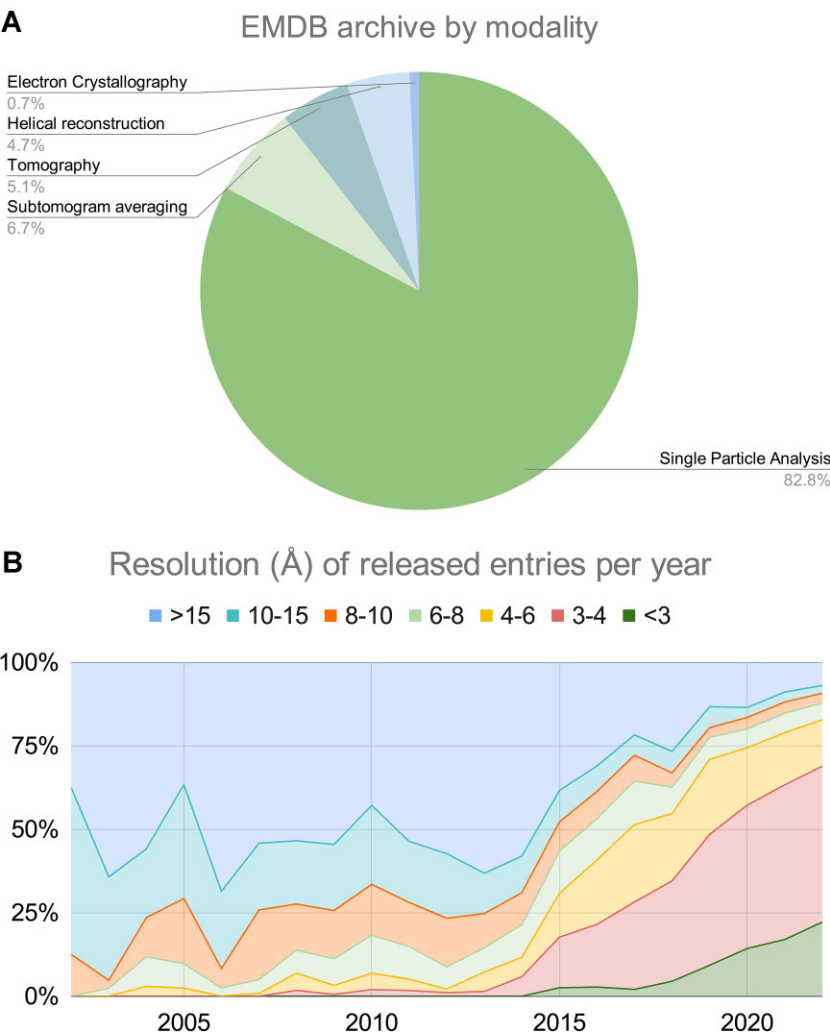 A
EMDB archive by modality
Electron Crystallography
0.7%
Helical reconstruction
4.7%
Tomography
5.1%
Subtomogram averaging
6.7%
Single Particle Analysis
82.8%
B
Resolution (Å) of released entries per year
>15 10-15 8-10 6-8 4-6 3-4 <3
100%
75%
50%
25%
0%
2005 2010 2015 2020